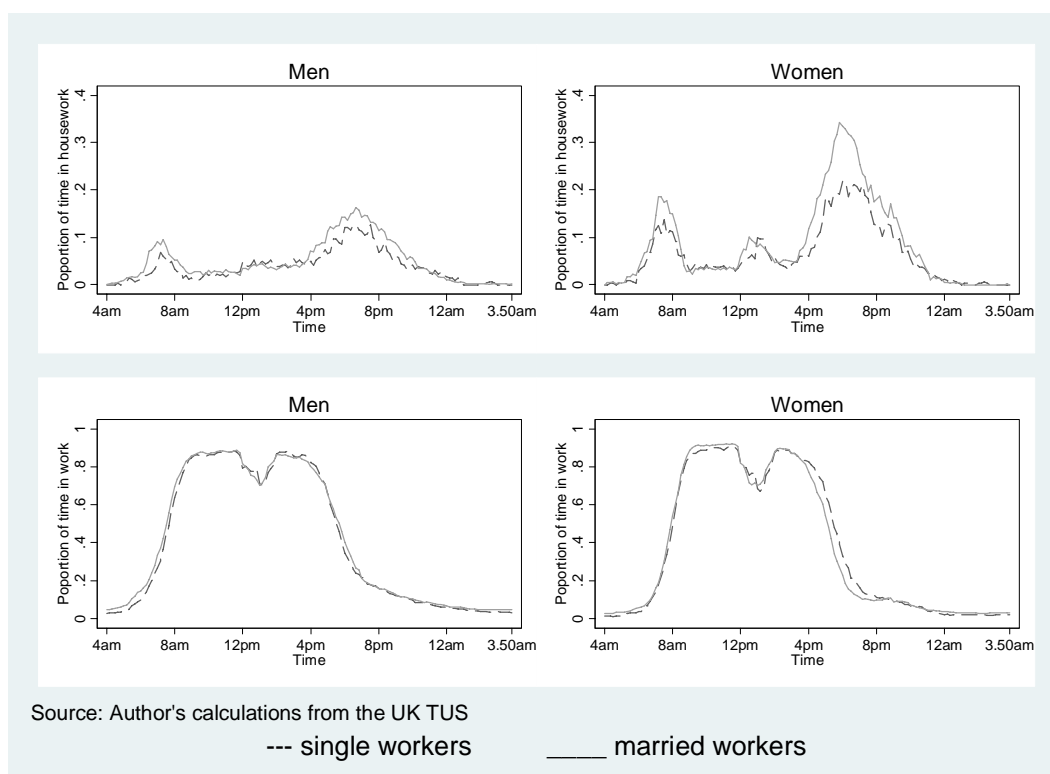 Men
Women
Poportion of time in housework
.4
.3
.2
.1
0
4am 8am 12pm 4pm 8pm 12am 3.50am
Time
Poportion of time in housework
.4
.3
.2
.1
0
4am 8am 12pm 4pm 8pm 12am 3.50am
Time
Men
Women
Poportion of time in work
1
.8
.6
.4
.2
0
4am 8am 12pm 4pm 8pm 12am 3.50am
Time
Poportion of time in work
1
.8
.6
.4
.2
0
4am 8am 12pm 4pm 8pm 12am 3.50am
Time
Source: Author's calculations from the UK TUS
--- single workers ____ married workers